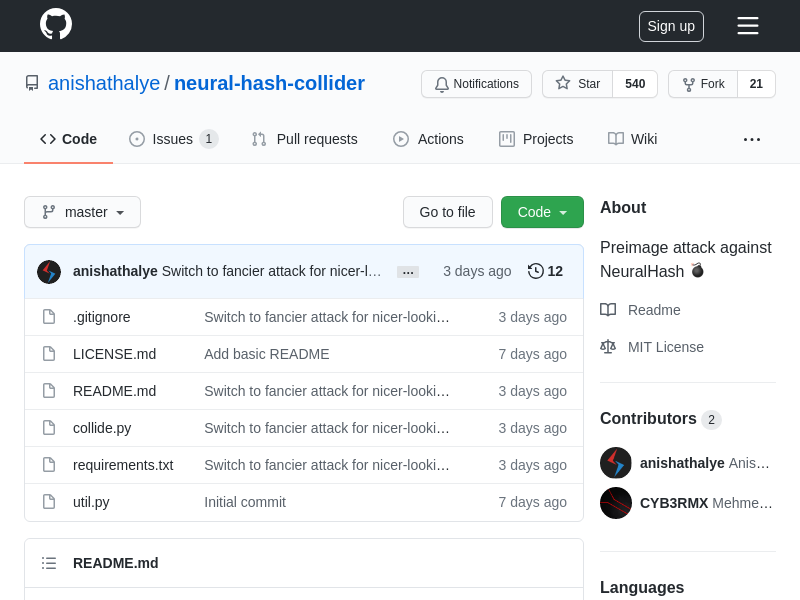 Sign up
anishathalye / neural-hash-collider
Notifications
Star 540
Fork 21
Code
Issues 1
Pull requests
Actions
Projects
Wiki
master
Go to file
Code
anishathalye Switch to fancier attack for nicer-l… ... 3 days ago 12
.gitignore Switch to fancier attack for nicer-looki… 3 days ago
LICENSE.md Add basic README 7 days ago
README.md Switch to fancier attack for nicer-looki… 3 days ago
collide.py Switch to fancier attack for nicer-looki… 3 days ago
requirements.txt Switch to fancier attack for nicer-looki… 3 days ago
util.py Initial commit 7 days ago
README.md
About
Preimage attack against
NeuralHash 💣
Readme
MIT License
Contributors 2
anishathalye Anis…
CYB3RMX Mehme…
Languages